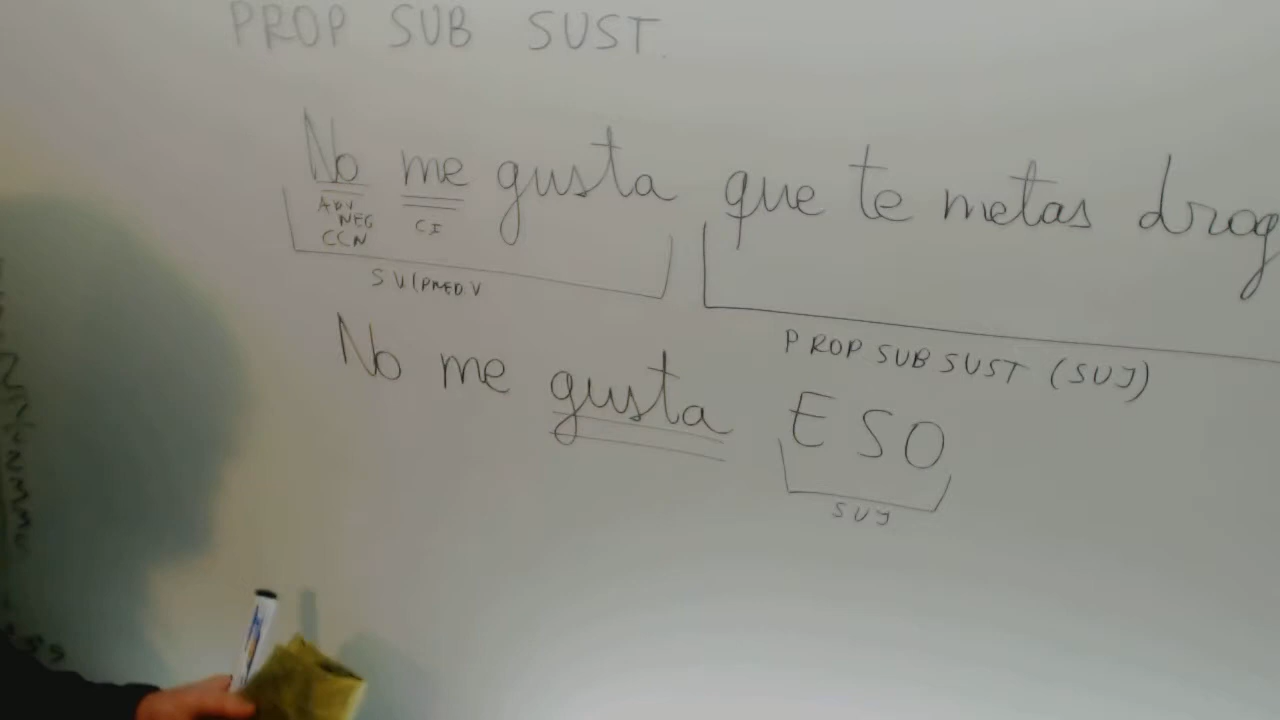 PROP SUB SUST.
No me gusta que te metas drog
ADV NEG CCN
CI
SV(PRED.V
PROP SUB SUST (SUJ)
No me gusta ESO
SUJ